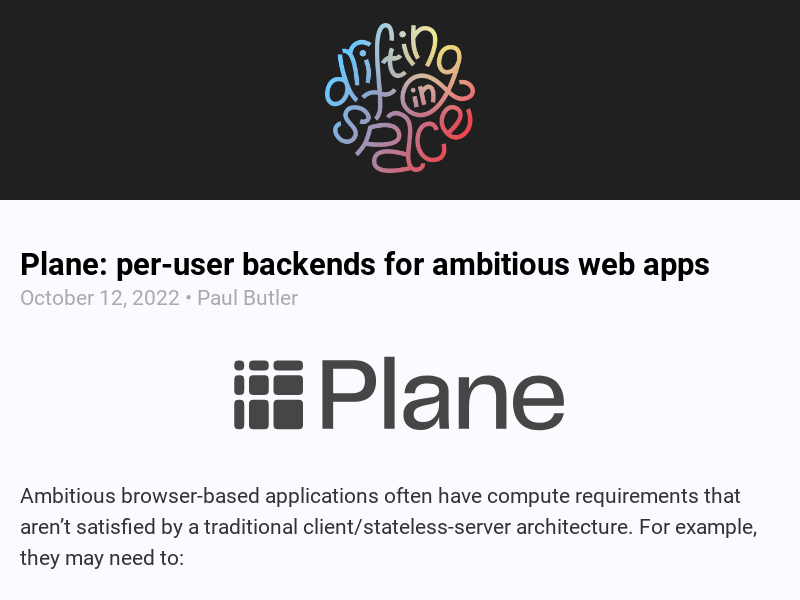 drifting
in
space
Plane: per-user backends for ambitious web apps
October 12, 2022 • Paul Butler
Plane
Ambitious browser-based applications often have compute requirements that
aren’t satisfied by a traditional client/stateless-server architecture. For example,
they may need to: